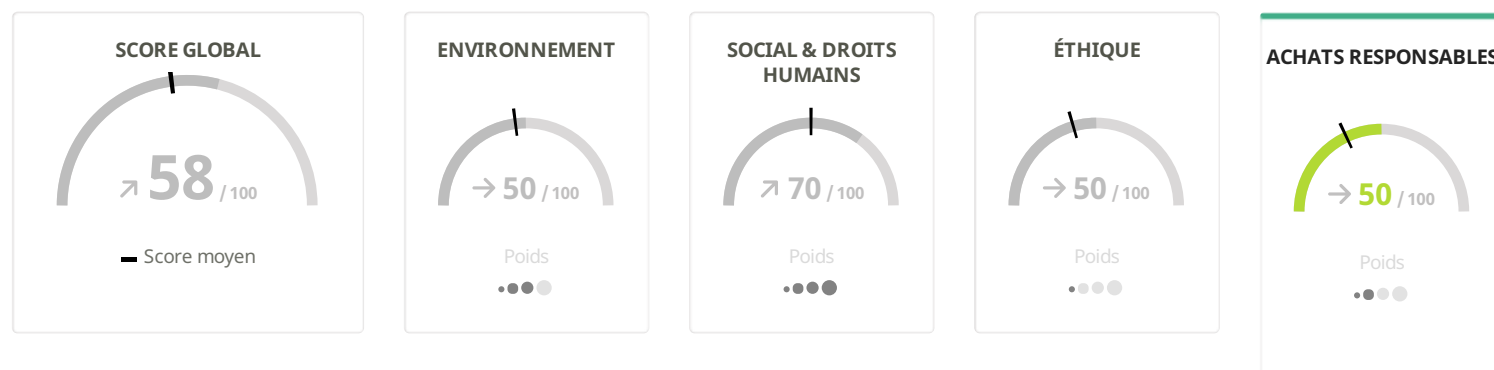 SCORE GLOBAL
58 / 100
Score moyen
ENVIRONNEMENT
50 / 100
Poids
SOCIAL & DROITS
HUMAINS
70 / 100
Poids
ÉTHIQUE
50 / 100
Poids
ACHATS RESPONSABLES
50 / 100
Poids